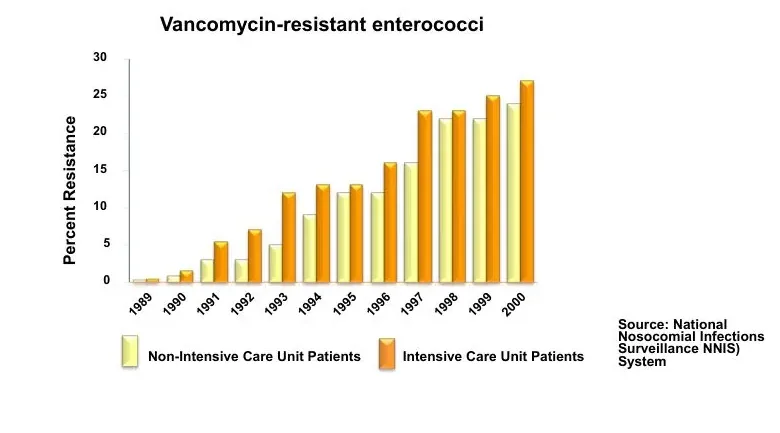 Vancomycin-resistant enterococci
Percent Resistance
30
25
20
15
10
5
0
1989
1990
1991
1992
1993
1994
1995
1996
1997
1998
1999
2000
Non-Intensive Care Unit Patients
Intensive Care Unit Patients
Source: National
Nosocomial Infections
Surveillance NNIS)
System